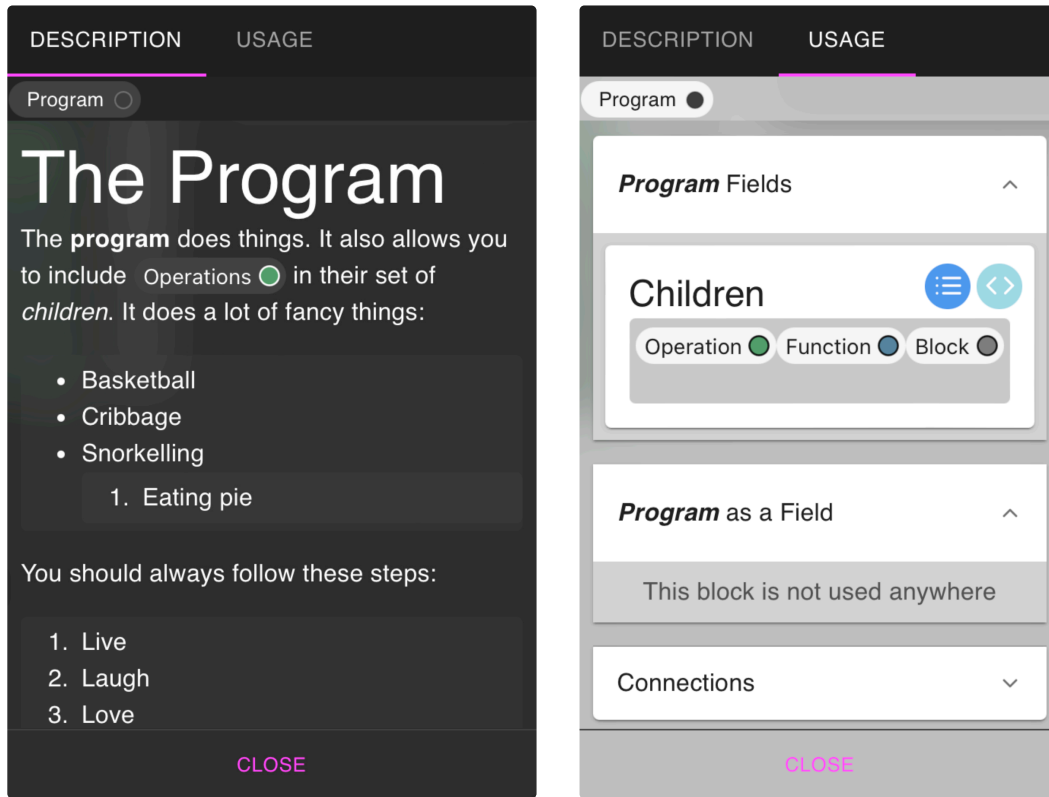 DESCRIPTION USAGE
Program
The Program
The program does things. It also allows you
to include Operations in their set of
children. It does a lot of fancy things:
• Basketball
• Cribbage
• Snorkelling
1. Eating pie
You should always follow these steps:
1. Live
2. Laugh
3. Love
CLOSE
DESCRIPTION USAGE
Program
Program Fields
Children
Operation Function Block
Program as a Field
This block is not used anywhere
Connections
CLOSE